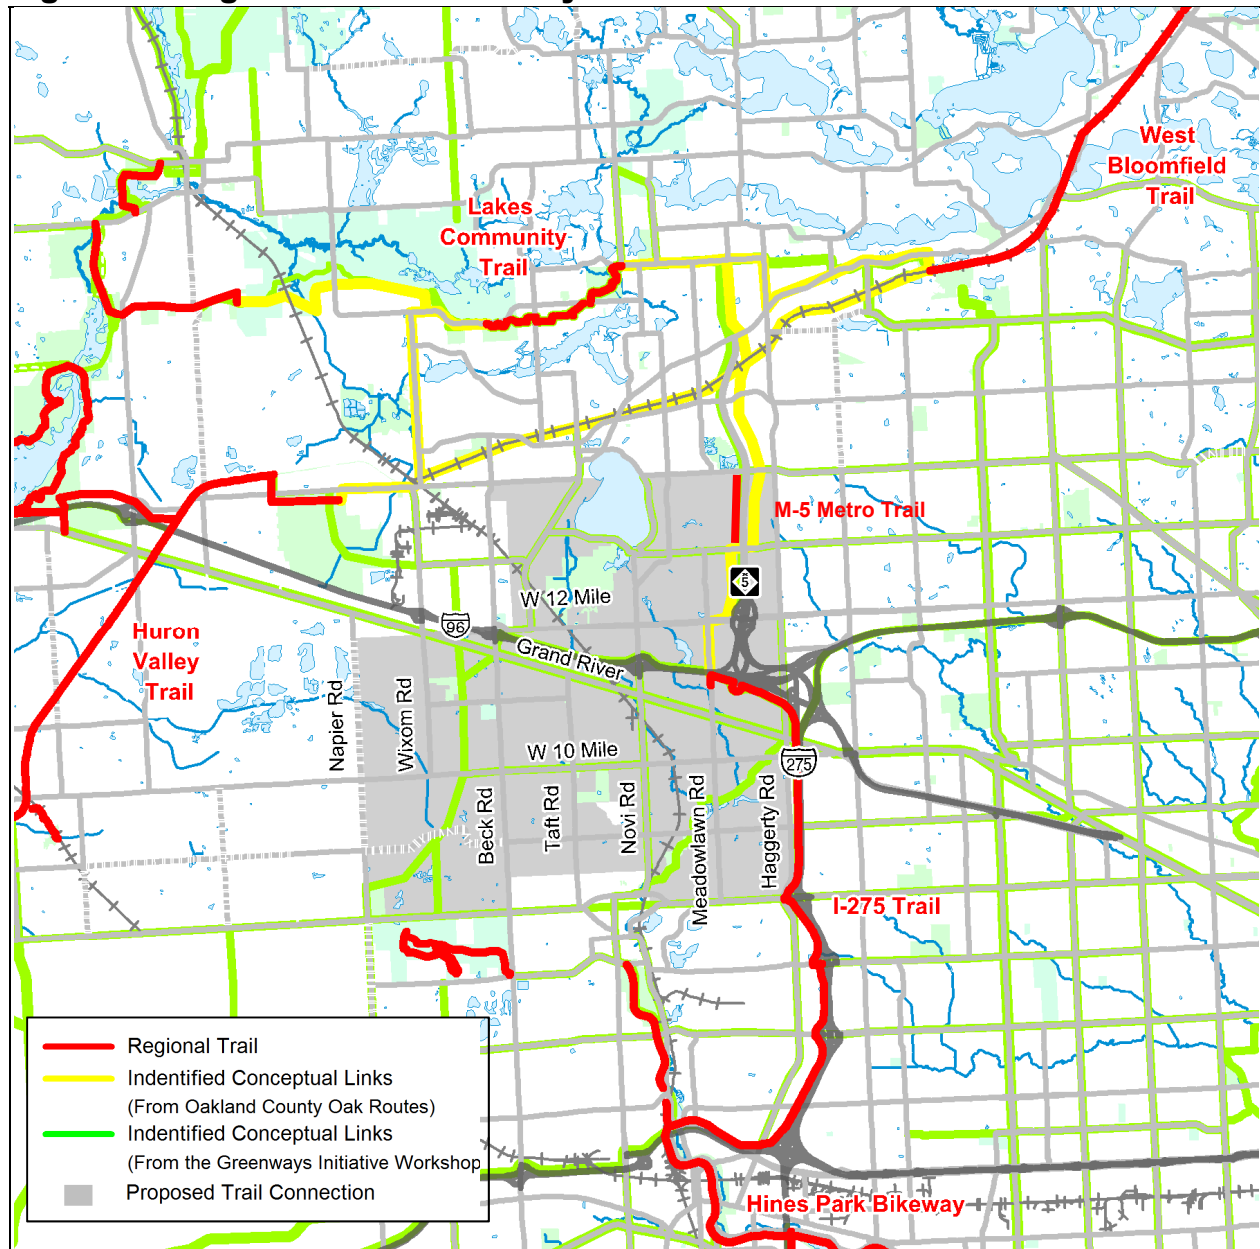 West
Bloomfield
Trail
Lakes
Community
Trail
M-5 Metro Trail
5
W 12 Mile
96
Grand River
Huron
Valley
Trail
Napier Rd
Wixom Rd
W 10 Mile
275
Beck Rd
Taft Rd
Novi Rd
Meadowlawn Rd
Haggerty Rd
I-275 Trail
Regional Trail
Indentified Conceptual Links
(From Oakland County Oak Routes)
Indentified Conceptual Links
(From the Greenways Initiative Workshop
Proposed Trail Connection
Hines Park Bikeway